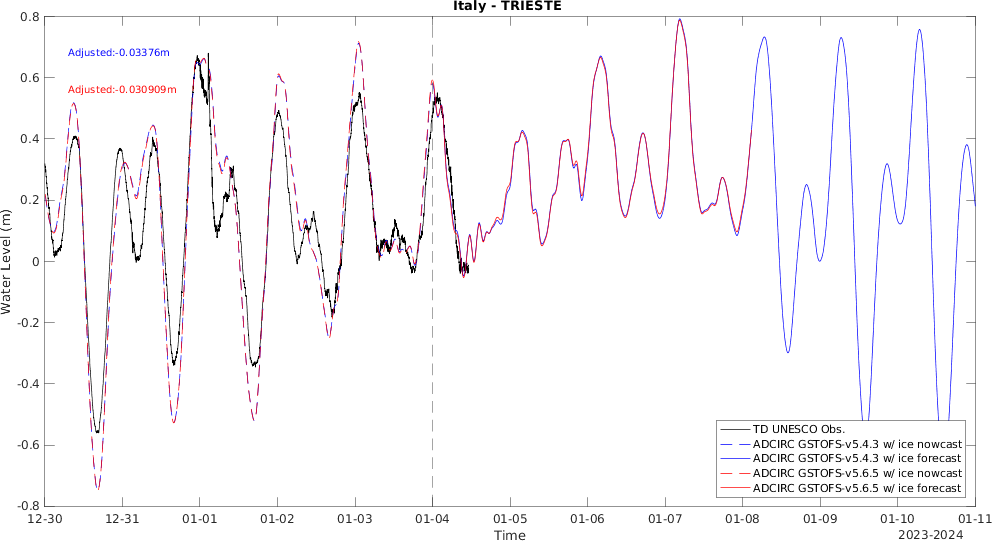 Italy - TRIESTE
Adjusted:-0.03376m
Adjusted:-0.030909m
Water Level (m)
0.8
0.6
0.4
0.2
0
-0.2
-0.4
-0.6
-0.8
TD UNESCO Obs.
ADCIRC GSTOFS-v5.4.3 w/ ice nowcast
ADCIRC GSTOFS-v5.4.3 w/ ice forecast
ADCIRC GSTOFS-v5.6.5 w/ ice nowcast
ADCIRC GSTOFS-v5.6.5 w/ ice forecast
12-30 12-31 01-01 01-02 01-03 01-04 01-05 01-06 01-07 01-08 01-09 01-10 01-11
Time
2023-2024